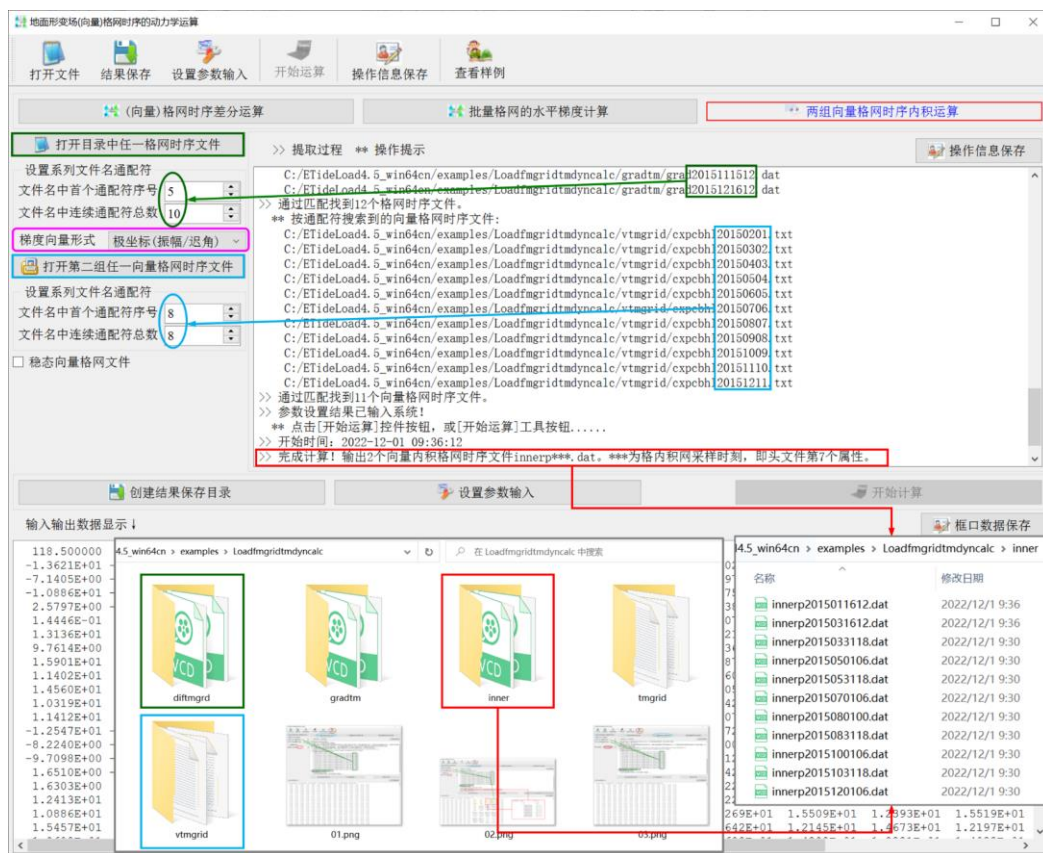 地面形变场(向量)格网时序的动力学运算
打开文件 结果保存 设置参数输入 开始运算 操作信息保存 查看样例
(向量)格网时序差分运算 批量格网的水平梯度计算 两组向量格网时序内积运算
打开目录中任一格网时序文件
>> 提取过程 ** 操作提示
操作信息保存
设置系列文件名通配符
文件名中首个通配符序号 5
文件名中连续通配符总数 10
梯度向量形式 极坐标(振幅/迟角)
打开第二组任一向量格网时序文件
设置系列文件名通配符
文件名中首个通配符序号 8
文件名中连续通配符总数 8
稳态向量格网文件
C:/ETideLoad4.5_win64cn/examples/Loadfmgridtmdyncalc/gradtm/grad2015111512.dat
C:/ETideLoad4.5_win64cn/examples/Loadfmgridtmdyncalc/gradtm/grad2015121612.dat
>> 通过匹配找到12个格网时序文件。
** 按通配符搜索到的向量格网时序文件:
C:/ETideLoad4.5_win64cn/examples/Loadfmgridtmdyncalc/vtmgrid/cxpcbhl20150201.txt
C:/ETideLoad4.5_win64cn/examples/Loadfmgridtmdyncalc/vtmgrid/cxpcbhl20150302.txt
C:/ETideLoad4.5_win64cn/examples/Loadfmgridtmdyncalc/vtmgrid/cxpcbhl20150403.txt
C:/ETideLoad4.5_win64cn/examples/Loadfmgridtmdyncalc/vtmgrid/cxpcbhl20150504.txt
C:/ETideLoad4.5_win64cn/examples/Loadfmgridtmdyncalc/vtmgrid/cxpcbhl20150605.txt
C:/ETideLoad4.5_win64cn/examples/Loadfmgridtmdyncalc/vtmgrid/cxpcbhl20150706.txt
C:/ETideLoad4.5_win64cn/examples/Loadfmgridtmdyncalc/vtmgrid/cxpcbhl20150807.txt
C:/ETideLoad4.5_win64cn/examples/Loadfmgridtmdyncalc/vtmgrid/cxpcbhl20150908.txt
C:/ETideLoad4.5_win64cn/examples/Loadfmgridtmdyncalc/vtmgrid/cxpcbhl20151009.txt
C:/ETideLoad4.5_win64cn/examples/Loadfmgridtmdyncalc/vtmgrid/cxpcbhl20151110.txt
C:/ETideLoad4.5_win64cn/examples/Loadfmgridtmdyncalc/vtmgrid/cxpcbhl20151211.txt
>> 通过匹配找到11个向量格网时序文件。
>> 参数设置结果已输入系统!
** 点击[开始运算]控件按钮，或[开始运算]工具按钮......
>> 开始时间: 2022-12-01 09:36:12
>> 完成计算! 输出2个向量内积格网时序文件innerp***.dat。***为格内积网采样时刻，即头文件第7个属性。
创建结果保存目录 设置参数输入 开始计算
输入输出数据显示↓
框口数据保存
118.500000
-1.3621E+01
-7.1405E+00
-1.0886E+01
2.5797E+00
1.4446E-01
1.3136E+01
9.7614E+00
1.5901E+01
1.1402E+01
1.4560E+01
1.0319E+01
1.1412E+01
-1.2547E+01
-8.2240E+00
-9.7098E+00
1.6510E+00
1.6303E+00
1.2413E+01
1.0886E+01
1.5457E+01
4.5_win64cn > examples > Loadfmgridtmdyncalc
在 Loadfmgridtmdyncalc 中搜索
diftmgrd gradtm inner tmgrid
vtmgrid 01.png 02.png 03.png
I4.5_win64cn > examples > Loadfmgridtmdyncalc > inner
名称 修改日期
innerp2015011612.dat 2022/12/1 9:36
innerp2015031612.dat 2022/12/1 9:36
innerp2015033118.dat 2022/12/1 9:30
innerp2015050106.dat 2022/12/1 9:30
innerp2015053118.dat 2022/12/1 9:30
innerp2015070106.dat 2022/12/1 9:30
innerp2015080100.dat 2022/12/1 9:30
innerp2015083118.dat 2022/12/1 9:30
innerp2015100106.dat 2022/12/1 9:30
innerp2015103118.dat 2022/12/1 9:30
innerp2015120106.dat 2022/12/1 9:30
269E+01 1.5509E+01 1.2893E+01 1.5519E+01
642E+01 1.2145E+01 1.4673E+01 1.2197E+01